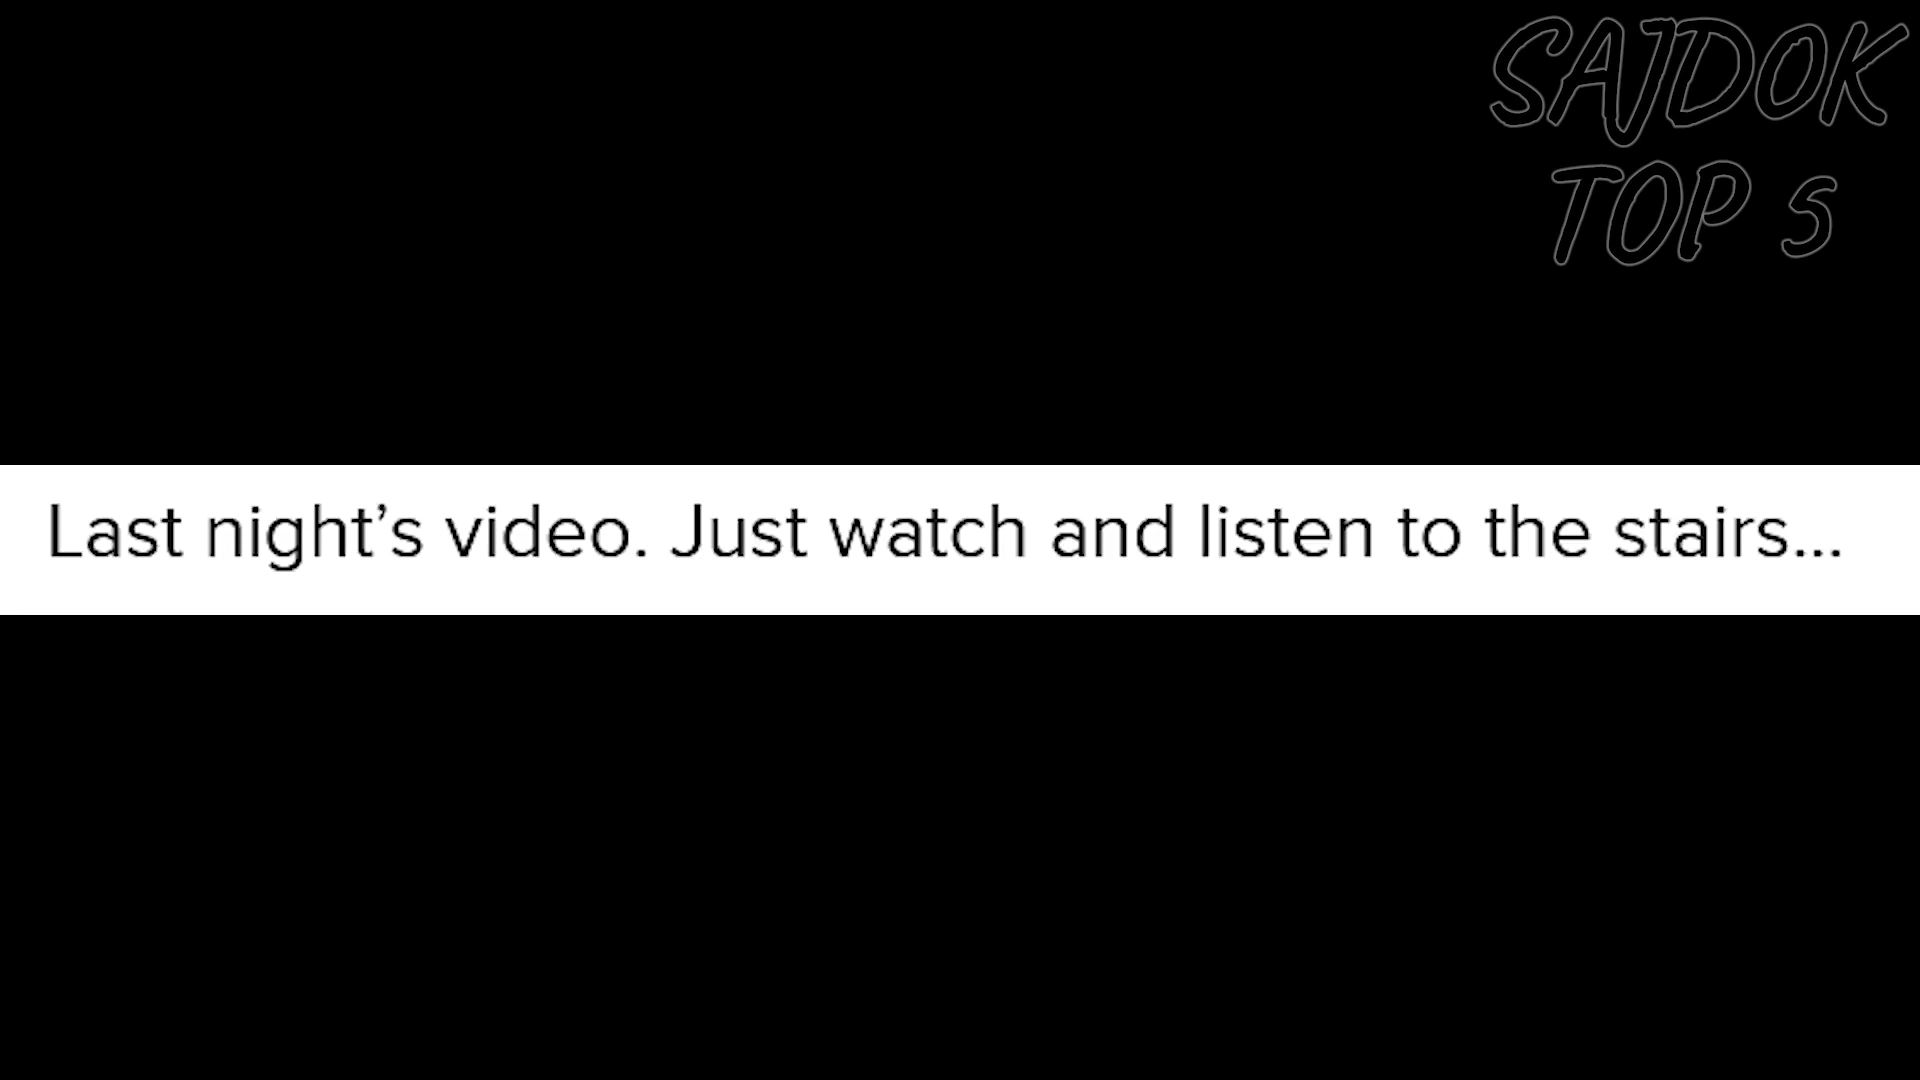 SAJDOK
TOP 5
Last night’s video. Just watch and listen to the stairs...